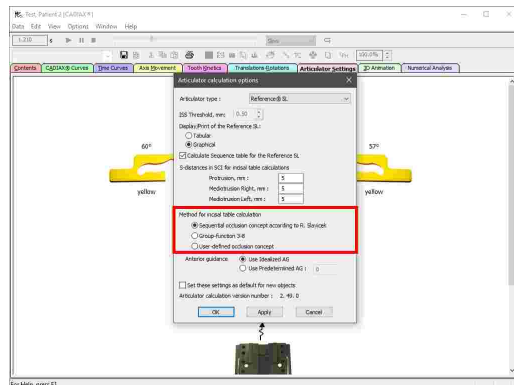 Test, Patient 2 [CADIAX*]
Data Edit View Options Window Help
1.210 s
100.0%
Contents CADIAX® Curves Time Curves Axis Movement Tooth Kinetics Translations-Rotations Articulator Settings 3D Animation Numerical Analysis
Articulator calculation options
Articulator type : Reference® SL
ISS Threshold, mm: 0.50
Display/Print of the Reference SL:
Tabular
Graphical
Calculate Sequence table for the Reference SL
S-distances in SCI for incisal table calculations
Protrusion, mm : 5
Mediotrusion Right, mm : 5
Mediotrusion Left, mm : 5
60°
57°
yellow
yellow
Method for incisal table calculation
Sequential occlusion concept according to R. Slavicek
Group-function 3-8
User-defined occlusion concept
Anterior guidance Use Idealized AG
Use Predetermined AG : 0
Set these settings as default for new objects
Articulator calculation version number : 2. 49. 0
OK Apply Cancel
For Help, press F1